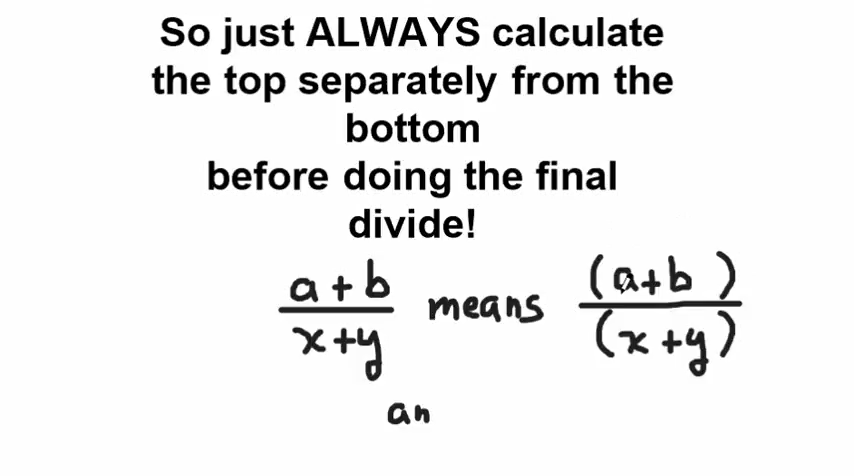 So just ALWAYS calculate
the top separately from the
bottom
before doing the final
divide!
a + b means (a+b)
x+y (x+y)
an